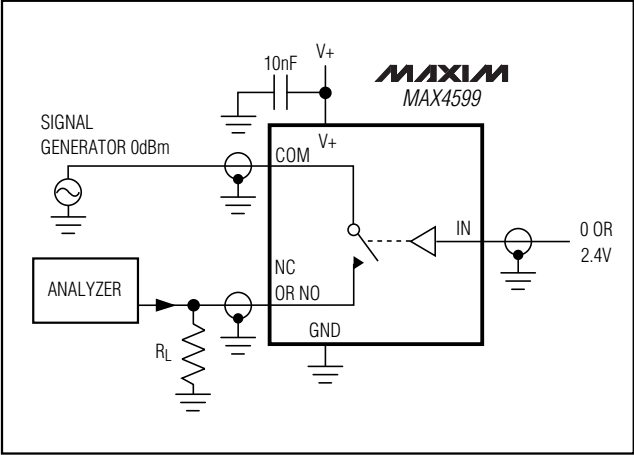 10nF
V+
MAXIM
MAX4599
SIGNAL
GENERATOR 0dBm
V+
COM
IN
0 OR
2.4V
NC
OR NO
ANALYZER
GND
RL